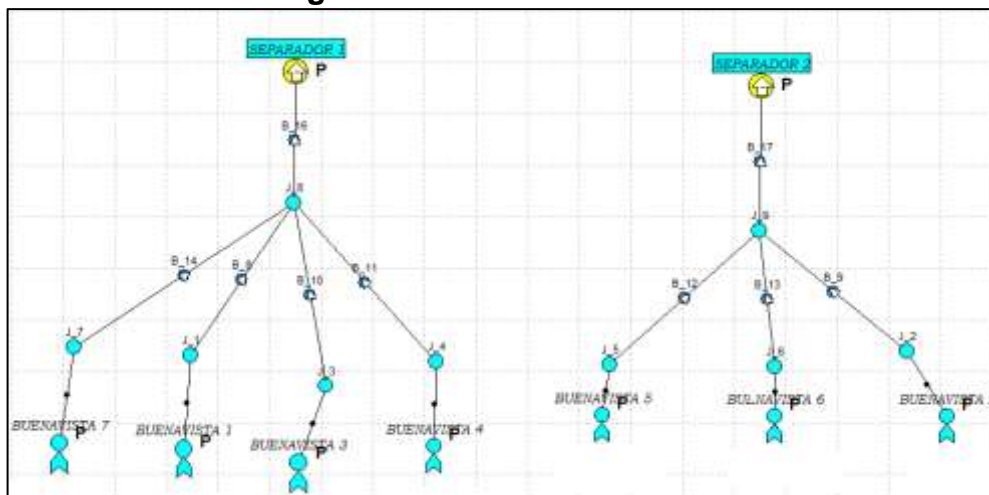 SEPARADOR 1
P
B_16
J_8
B_14
B_8
B_10
B_11
J_7
J_1
J_3
J_4
BUENAVISTA 7
P
BUENAVISTA 1
P
BUENAVISTA 3
P
BUENAVISTA 4
P
SEPARADOR 2
P
B_17
J_9
B_12
B_13
B_9
J_5
J_6
J_2
BUENAVISTA 5
P
BULNAVISTA 6
P
BUENAVISTA
P